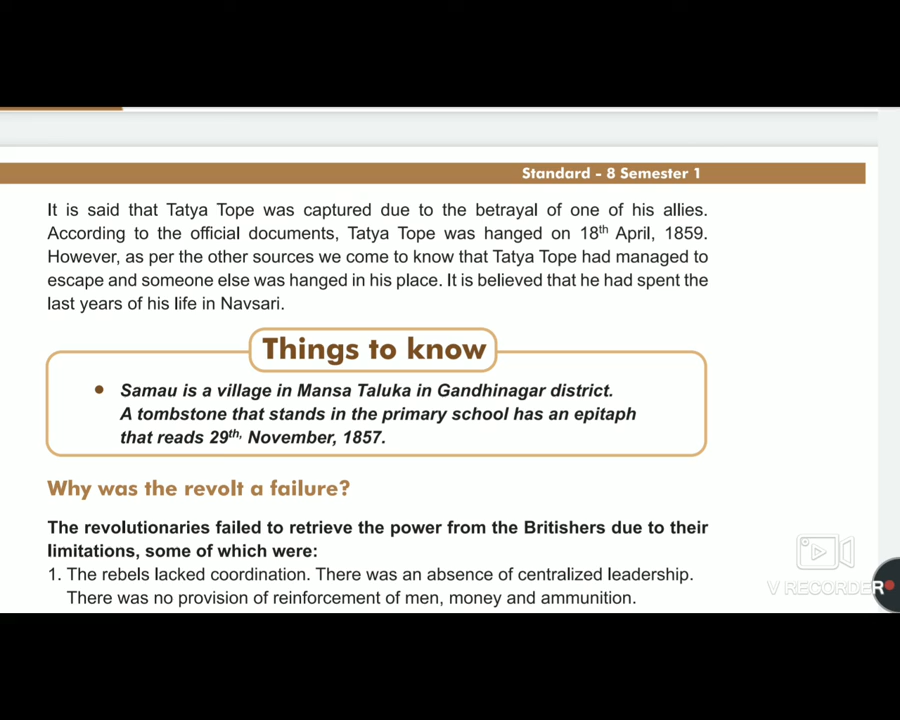 Standard - 8 Semester 1
It is said that Tatya Tope was captured due to the betrayal of one of his allies.
According to the official documents, Tatya Tope was hanged on 18th April, 1859.
However, as per the other sources we come to know that Tatya Tope had managed to
escape and someone else was hanged in his place. It is believed that he had spent the
last years of his life in Navsari.
Things to know
• Samau is a village in Mansa Taluka in Gandhinagar district.
A tombstone that stands in the primary school has an epitaph
that reads 29th, November, 1857.
Why was the revolt a failure?
The revolutionaries failed to retrieve the power from the Britishers due to their
limitations, some of which were:
1. The rebels lacked coordination. There was an absence of centralized leadership.
There was no provision of reinforcement of men, money and ammunition.
V RECORDER